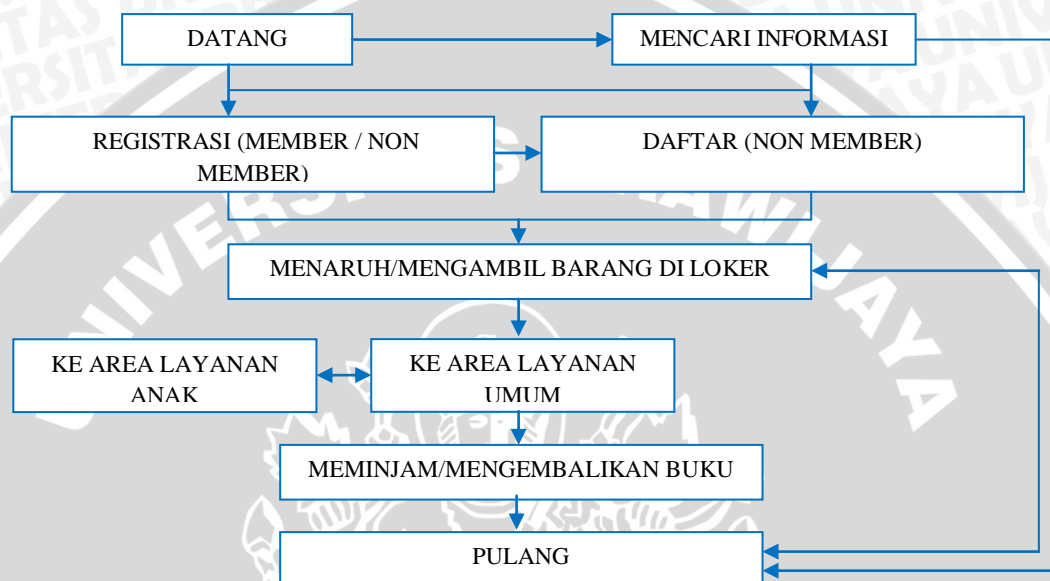 DATANG
MENCARI INFORMASI
REGISTRASI (MEMBER / NON
MEMBER)
DAFTAR (NON MEMBER)
MENARUH/MENGAMBIL BARANG DI LOKER
KE AREA LAYANAN
ANAK
KE AREA LAYANAN
UMUM
MEMINJAM/MENGEMBALIKAN BUKU
PULANG